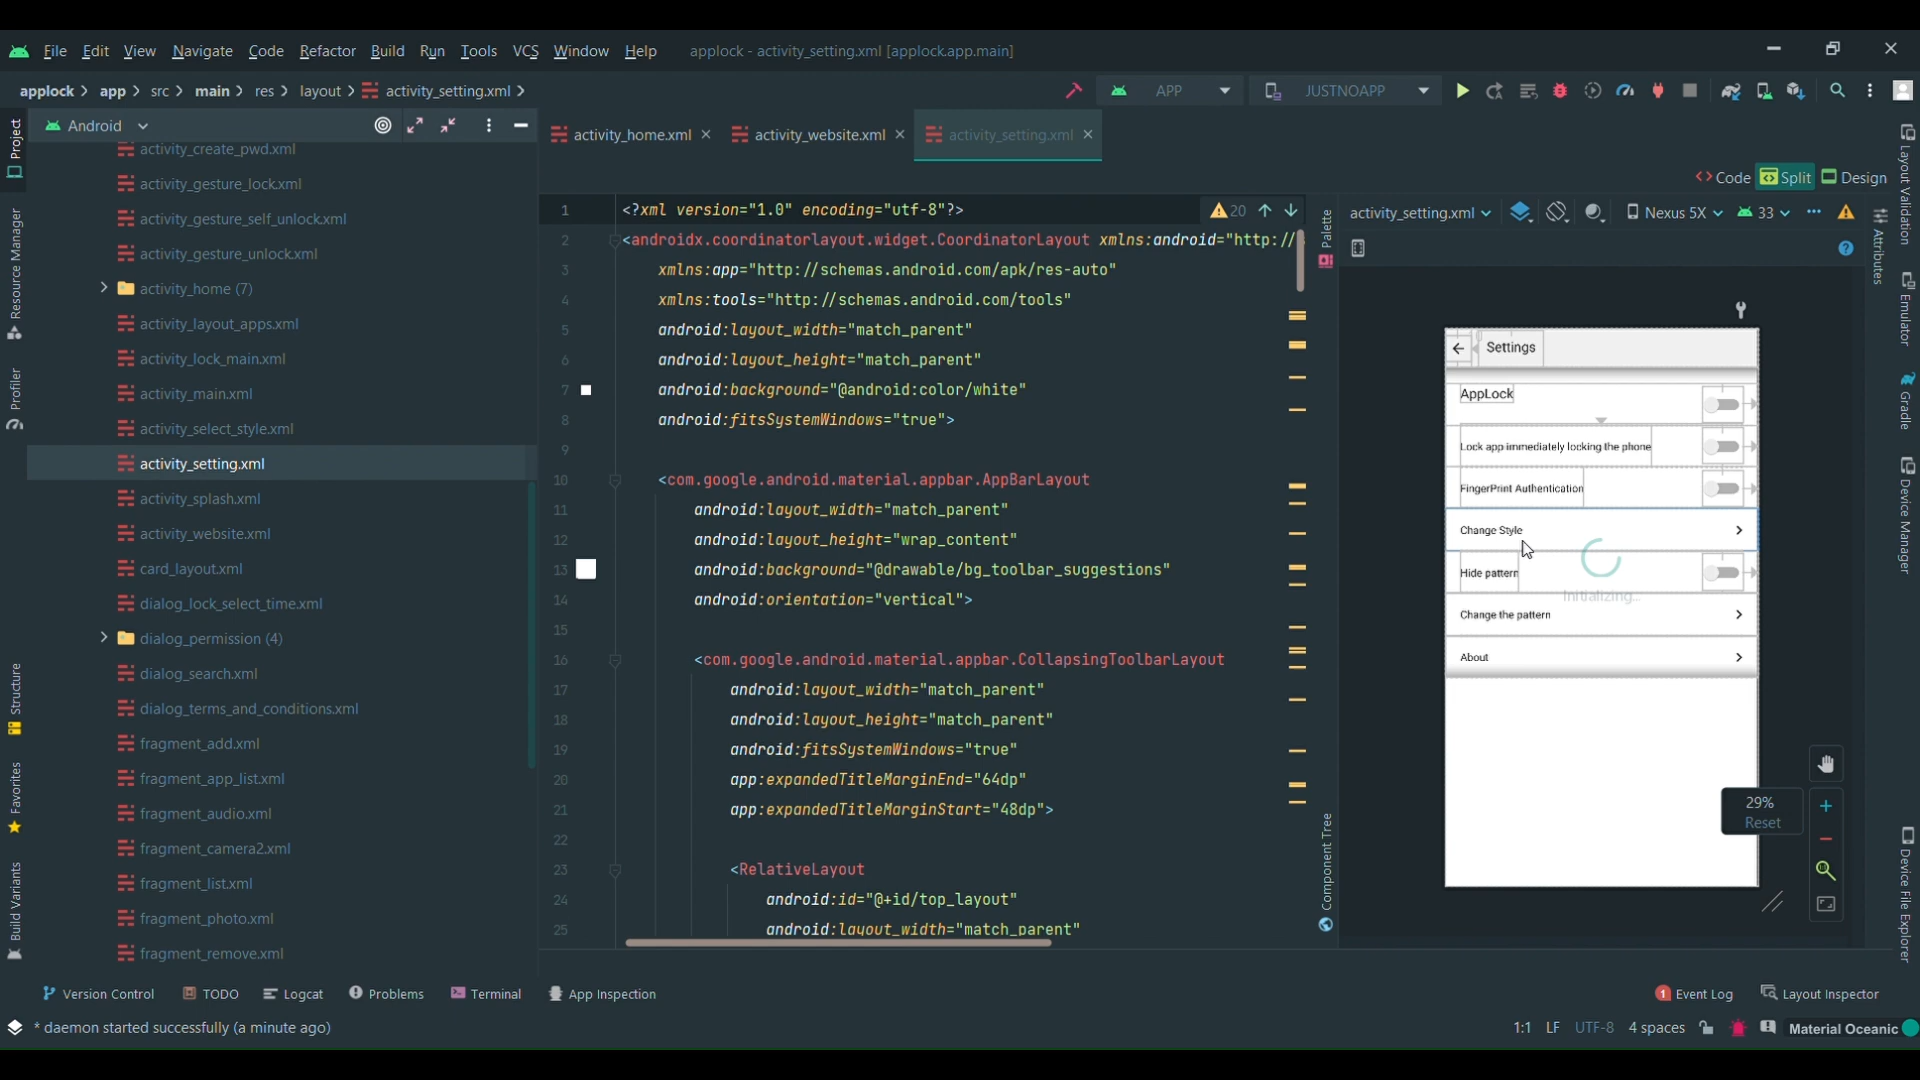 File Edit View Navigate Code Refactor Build Run Tools VCS Window Help applock - activity_setting.xml [applock.app.main]
applock > app > src > main > res > layout > activity_setting.xml > APP JUSTNOAPP
Project
Android
activity_home.xml activity_website.xml activity_setting.xml
Code Split Design
activity_create_pwd.xml
activity_gesture_lock.xml
activity_gesture_self_unlock.xml
activity_gesture_unlock.xml
activity_home (7)
activity_layout_apps.xml
activity_lock_main.xml
activity_main.xml
activity_select_style.xml
activity_setting.xml
activity_splash.xml
activity_website.xml
card_layout.xml
dialog_lock_select_time.xml
dialog_permission (4)
dialog_search.xml
dialog_terms_and_conditions.xml
fragment_add.xml
fragment_app_list.xml
fragment_audio.xml
fragment_camera2.xml
fragment_list.xml
fragment_photo.xml
fragment_remove.xml
Resource Manager
Profiler
Structure
Favorites
Build Variants
1 <?xml version="1.0" encoding="utf-8"?> 20
2 <androidx.coordinatorlayout.widget.CoordinatorLayout xmlns:android="http://
3 xmlns:app="http://schemas.android.com/apk/res-auto"
4 xmlns:tools="http://schemas.android.com/tools"
5 android:layout_width="match_parent"
6 android:layout_height="match_parent"
7 android:background="@android:color/white"
8 android:fitsSystemWindows="true">
9
10 <com.google.android.material.appbar.AppBarLayout
11 android:layout_width="match_parent"
12 android:layout_height="wrap_content"
13 android:background="@drawable/bg_toolbar_suggestions"
14 android:orientation="vertical">
15
16 <com.google.android.material.appbar.CollapsingToolbarLayout
17 android:layout_width="match_parent"
18 android:layout_height="match_parent"
19 android:fitsSystemWindows="true"
20 app:expandedTitleMarginEnd="64dp"
21 app:expandedTitleMarginStart="48dp">
22
23 <RelativeLayout
24 android:id="@+id/top_layout"
25 android:layout_width="match_parent"
Palette
Component Tree
activity_setting.xml Nexus 5X 33
Settings
AppLock
Lock app immediately locking the phone
FingerPrint Authentication
Change Style
Hide pattern
Initializing...
Change the pattern
About
29%
Reset
Attributes
Layout Validation
Emulator
Gradle
Device Manager
Device File Explorer
Version Control TODO Logcat Problems Terminal App Inspection 1 Event Log Layout Inspector
* daemon started successfully (a minute ago) 1:1 LF UTF-8 4 spaces Material Oceanic